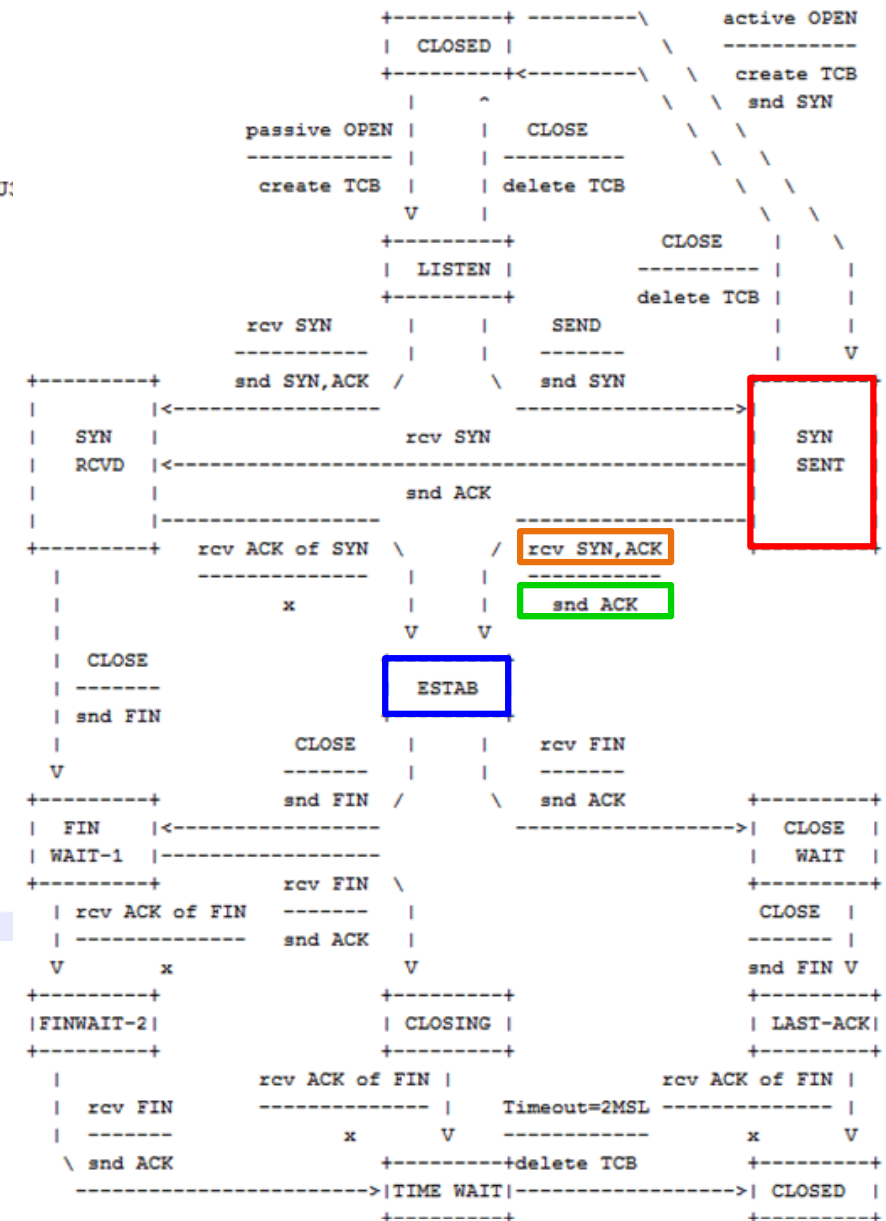 +---------+ ---------\ active OPEN
| CLOSED | \ -----------
+---------+<---------\ \ create TCB
| ^ \ \ snd SYN
passive OPEN | | CLOSE \ \
------------ | | ---------- \ \
create TCB | | delete TCB \ \
V | \ \
+---------+ CLOSE | \
| LISTEN | ---------- | |
+---------+ delete TCB | |
rcv SYN | | SEND | |
----------- | | ------- | V
+---------+ snd SYN,ACK / \ snd SYN +---------+
| |<----------------- ------------------>| |
| SYN | rcv SYN | SYN |
| RCVD |<-----------------------------------------------| SENT |
| | snd ACK | |
| |------------------ -------------------| |
+---------+ rcv ACK of SYN \ / rcv SYN,ACK +---------+
| -------------- | | -----------
| x | | snd ACK
| V V
| CLOSE +---------+
| ------- | ESTAB |
| snd FIN +---------+
| CLOSE | | rcv FIN
V ------- | | -------
+---------+ snd FIN / \ snd ACK +---------+
| FIN |<----------------- ------------------>| CLOSE |
| WAIT-1 |------------------ | WAIT |
+---------+ rcv FIN \ +---------+
| rcv ACK of FIN ------- | CLOSE |
| -------------- snd ACK | ------- |
V x V snd FIN V
+---------+ +---------+ +---------+
|FINWAIT-2| | CLOSING | | LAST-ACK|
+---------+ +---------+ +---------+
| rcv ACK of FIN | rcv ACK of FIN |
| rcv FIN -------------- | Timeout=2MSL -------------- |
| ------- x V ------------ x V
\ snd ACK +---------+delete TCB +---------+
------------------------>|TIME WAIT|------------------>| CLOSED |
+---------+ +---------+